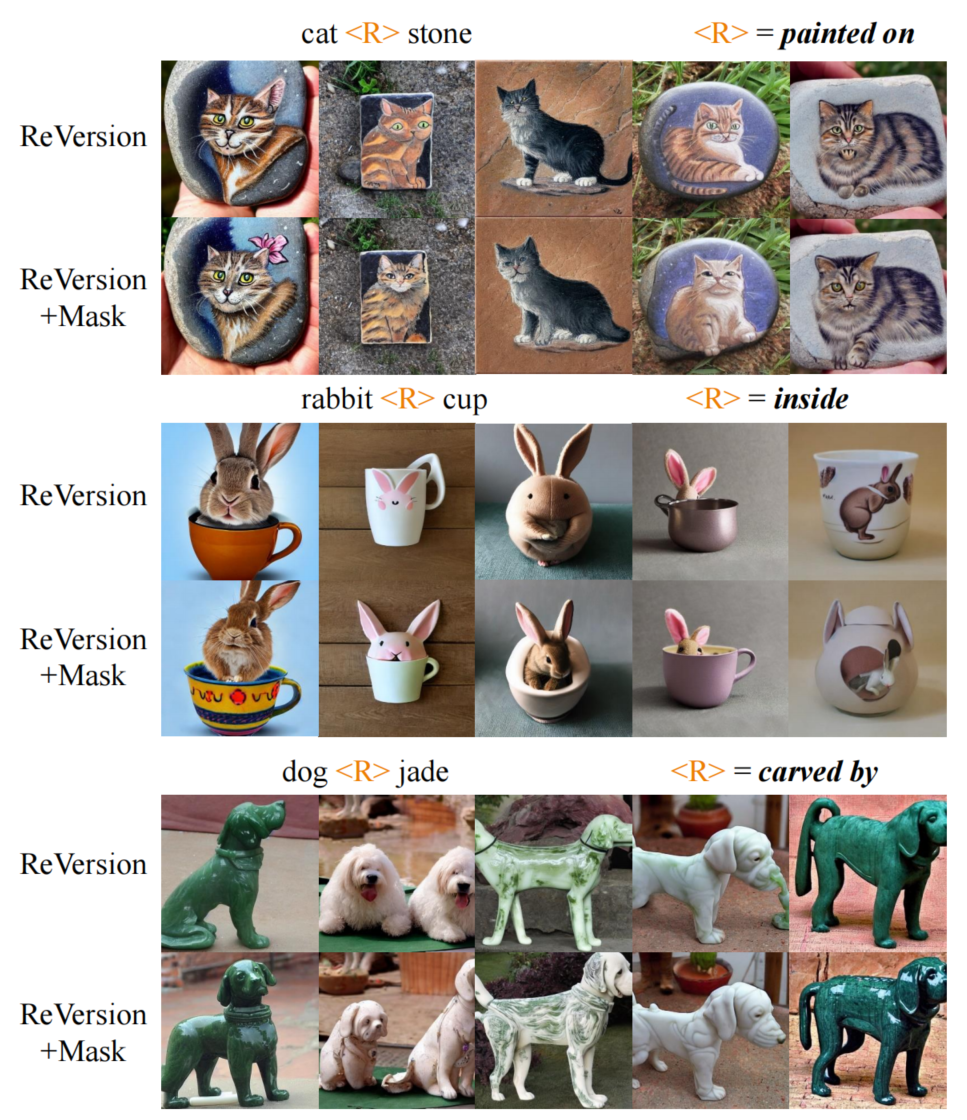 cat <R> stone <R> = painted on
ReVersion
ReVersion
+Mask
rabbit <R> cup <R> = inside
ReVersion
ReVersion
+Mask
dog <R> jade <R> = carved by
ReVersion
ReVersion
+Mask